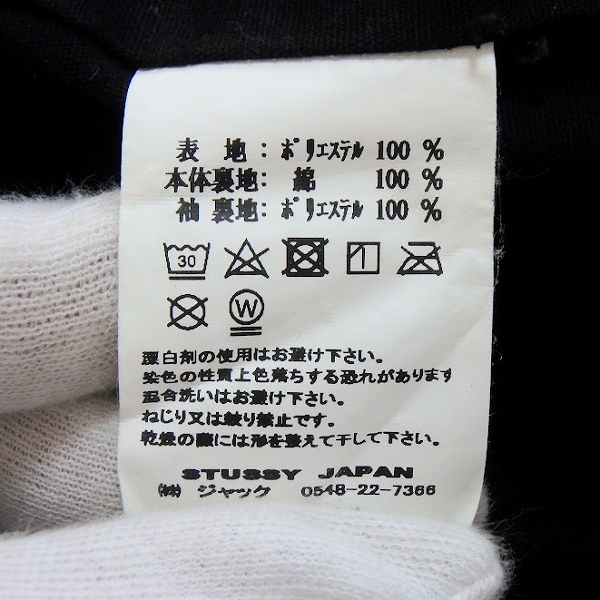 表 地 : ポリエステル 100 %
本体裏地: 綿 100 %
袖 裏地: ポリエステル 100 %
30
W
漂白剤の使用はお避け下さい。
染色の性質上色落ちする恐れがあります
混合洗いはお避け下さい。
ねじり又は絞り禁止です。
乾燥の際には形を整えて干して下さい。
STUSSY JAPAN
㈱ ジャック 0548-22-7366